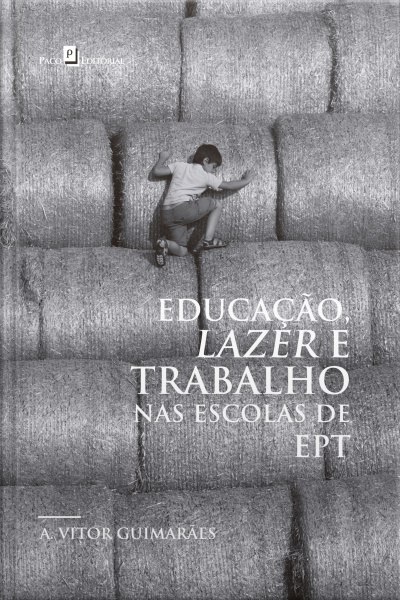 PACO EDITORIAL
EDUCAÇÃO,
LAZER E
TRABALHO
NAS ESCOLAS DE
EPT
A. VITOR GUIMARÃES